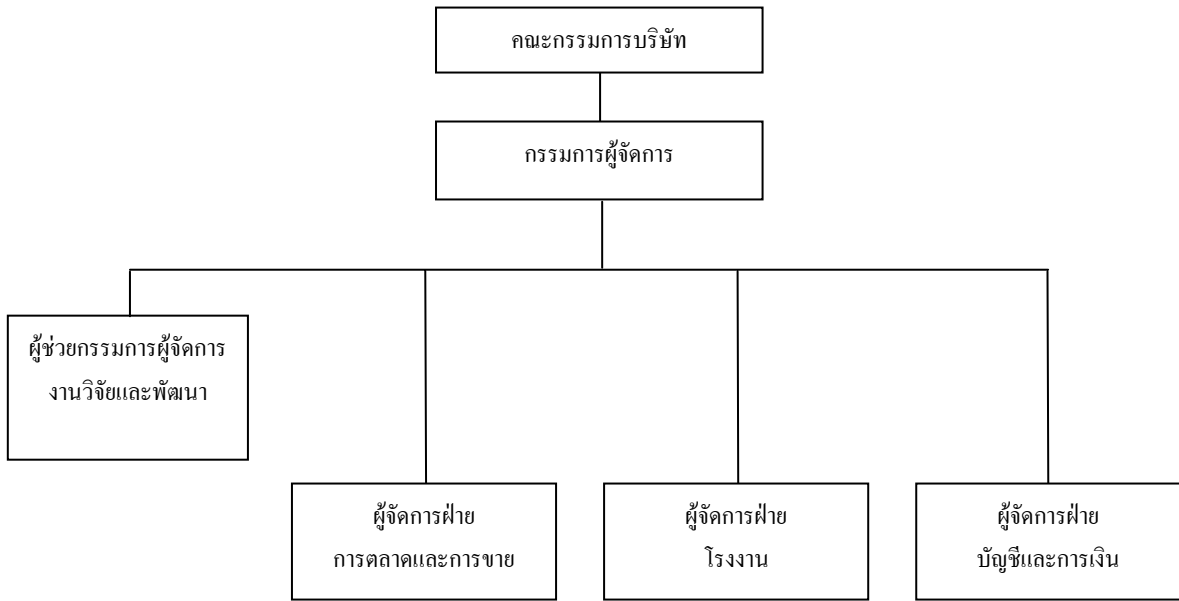 คณะกรรมการบริษัท
กรรมการผู้จัดการ
ผู้ช่วยกรรมการผู้จัดการ
งานวิจัยและพัฒนา
ผู้จัดการฝ่าย
การตลาดและการขาย
ผู้จัดการฝ่าย
โรงงาน
ผู้จัดการฝ่าย
บัญชีและการเงิน